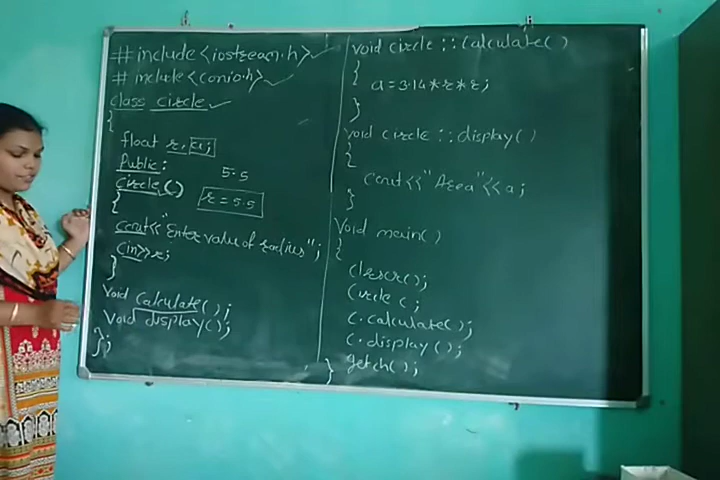 #include<iostream.h>
#include<conio.h>
class circle
{
float r, a;
Public:
circle()
{
cout<<"Enter value of radius";
cin>>r;
}
void calculate();
void display();
};
5.5
r = 5.5
void circle::calculate()
{
a=3.14*r*r;
}
void circle::display()
{
cout<<"Area"<<a;
}
void main()
{
clrscr();
Circle c;
c.calculate();
c.display();
getch();
}